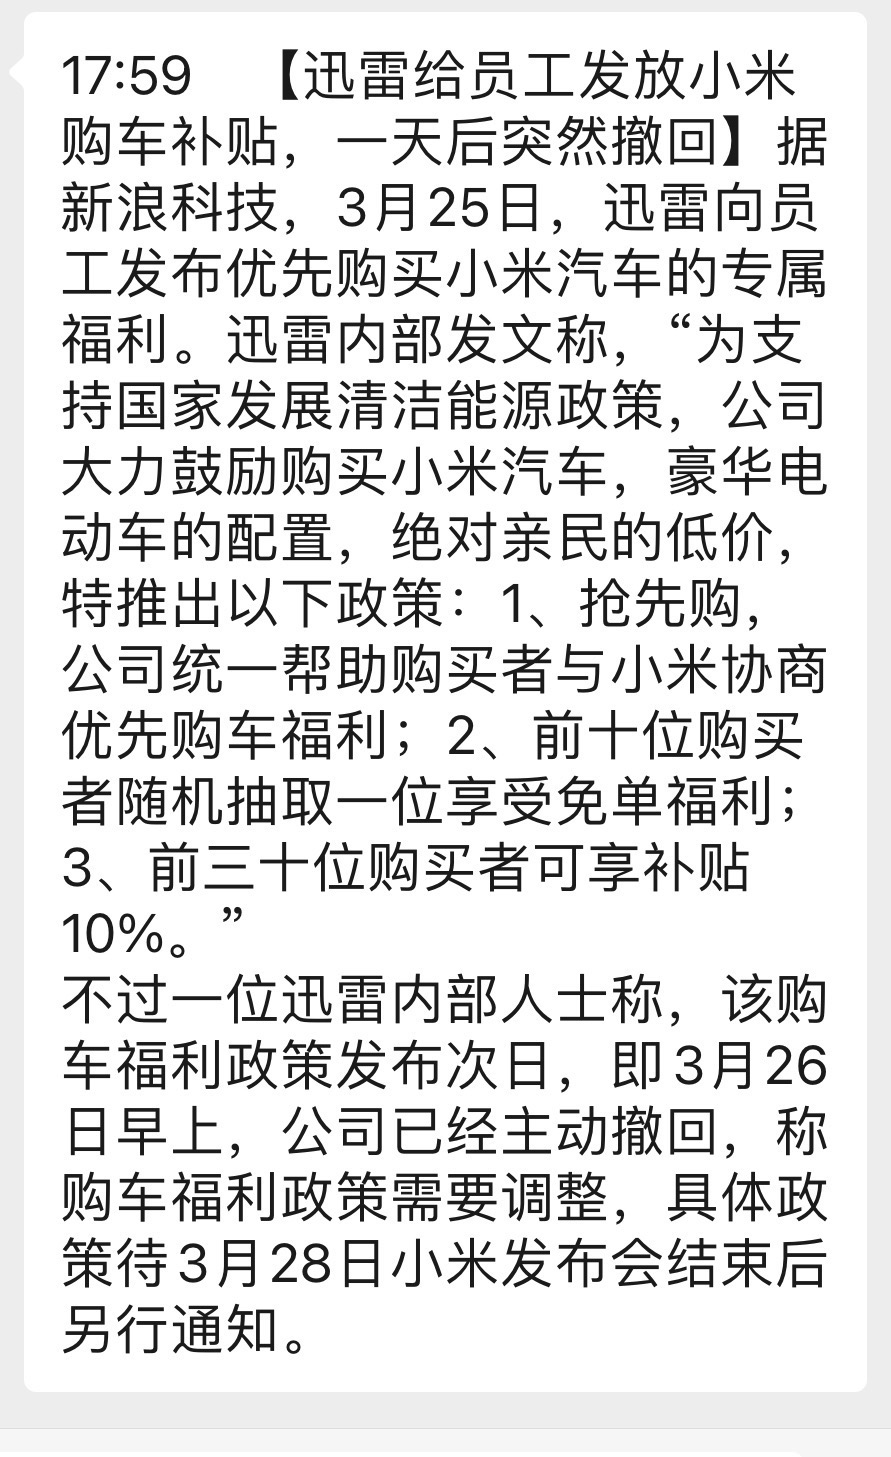 17:59 【迅雷给员工发放小米
购车补贴，一天后突然撤回】据
新浪科技，3月25日，迅雷向员
工发布优先购买小米汽车的专属
福利。迅雷内部发文称，“为支
持国家发展清洁能源政策，公司
大力鼓励购买小米汽车，豪华电
动车的配置，绝对亲民的低价，
特推出以下政策：1、抢先购，
公司统一帮助购买者与小米协商
优先购车福利；2、前十位购买
者随机抽取一位享受免单福利；
3、前三十位购买者可享补贴
10%。”
不过一位迅雷内部人士称，该购
车福利政策发布次日，即3月26
日早上，公司已经主动撤回，称
购车福利政策需要调整，具体政
策待3月28日小米发布会结束后
另行通知。